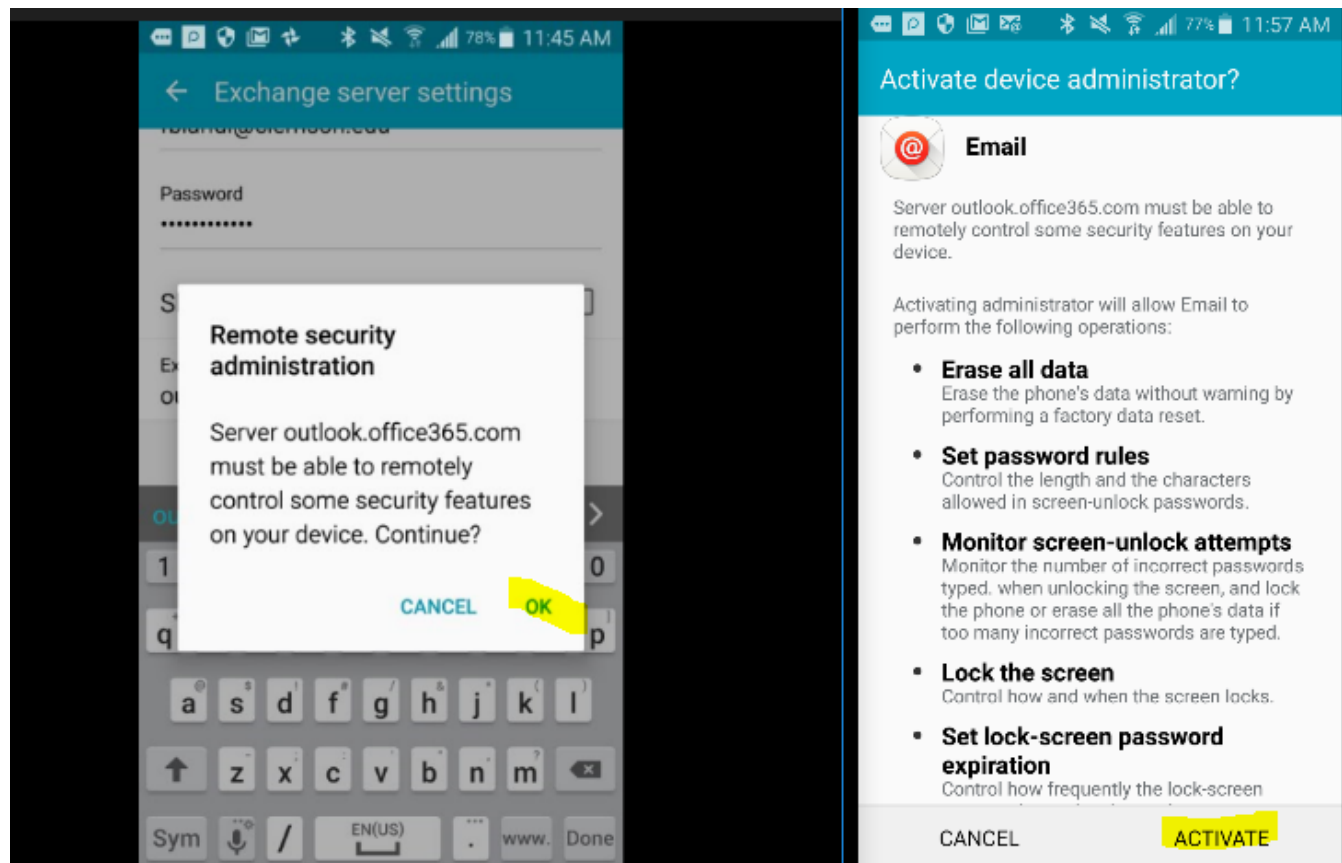 78% 11:45 AM
Exchange server settings
Password
••••••••••••
S
Ex
ou
Remote security
administration
Server outlook.office365.com
must be able to remotely
control some security features
on your device. Continue?
CANCEL OK
ou
1 0
q p
a s d f g h j k l
z x c v b n m
Sym / EN(US) . www. Done
77% 11:57 AM
Activate device administrator?
Email
Server outlook.office365.com must be able to
remotely control some security features on your
device.
Activating administrator will allow Email to
perform the following operations:
• Erase all data
Erase the phone's data without warning by
performing a factory data reset.
• Set password rules
Control the length and the characters
allowed in screen-unlock passwords.
• Monitor screen-unlock attempts
Monitor the number of incorrect passwords
typed. when unlocking the screen, and lock
the phone or erase all the phone's data if
too many incorrect passwords are typed.
• Lock the screen
Control how and when the screen locks.
• Set lock-screen password
expiration
Control how frequently the lock-screen
CANCEL ACTIVATE